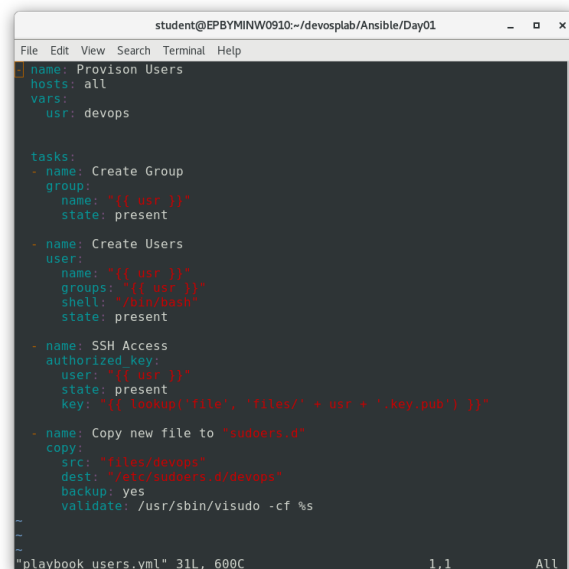 student@EPBYMINW0910:~/devosplab/Ansible/Day01
File Edit View Search Terminal Help
- name: Provison Users
  hosts: all
  vars:
    usr: devops


  tasks:
  - name: Create Group
    group:
      name: "{{ usr }}"
      state: present

  - name: Create Users
    user:
      name: "{{ usr }}"
      groups: "{{ usr }}"
      shell: "/bin/bash"
      state: present

  - name: SSH Access
    authorized_key:
      user: "{{ usr }}"
      state: present
      key: "{{ lookup('file', 'files/' + usr + '.key.pub') }}"

  - name: Copy new file to "sudoers.d"
    copy:
      src: "files/devops"
      dest: "/etc/sudoers.d/devops"
      backup: yes
      validate: /usr/sbin/visudo -cf %s
~
~
~
"playbook_users.yml" 31L, 600C 1,1 All